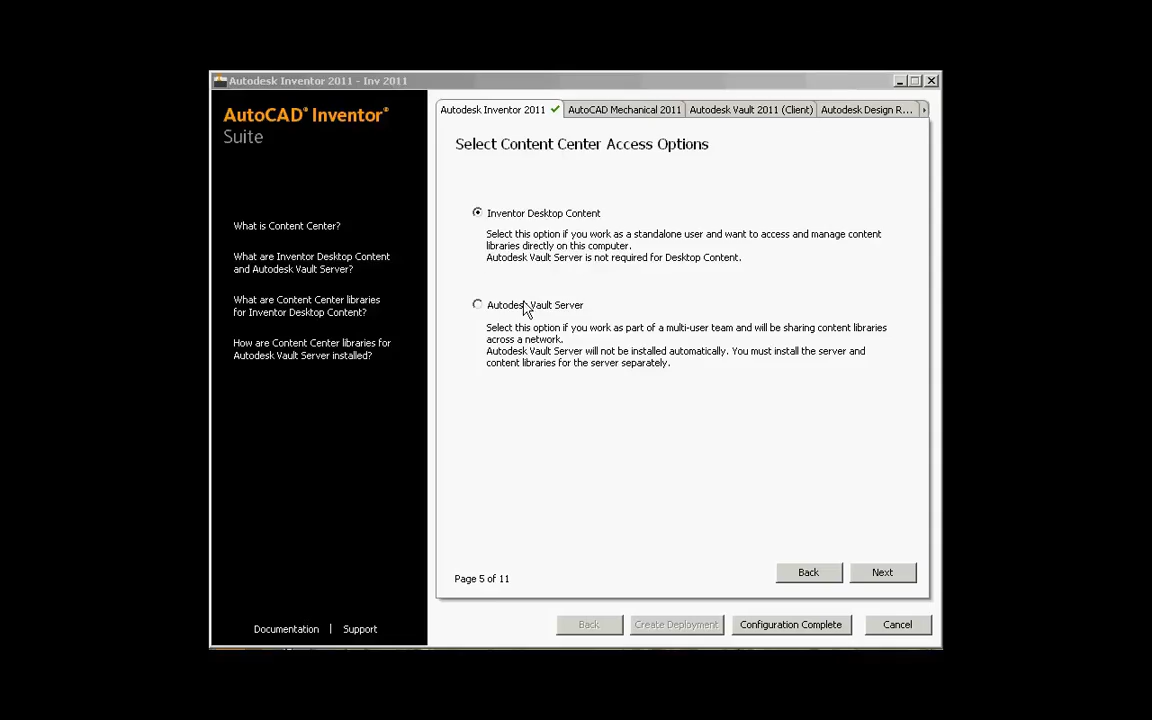 Autodesk Inventor 2011 - Inv 2011
AutoCAD® Inventor®
Suite
What is Content Center?
What are Inventor Desktop Content
and Autodesk Vault Server?
What are Content Center libraries
for Inventor Desktop Content?
How are Content Center libraries for
Autodesk Vault Server installed?
Documentation | Support
Autodesk Inventor 2011
AutoCAD Mechanical 2011
Autodesk Vault 2011 (Client)
Autodesk Design R...
Select Content Center Access Options
Inventor Desktop Content
Select this option if you work as a standalone user and want to access and manage content
libraries directly on this computer.
Autodesk Vault Server is not required for Desktop Content.
Autodesk Vault Server
Select this option if you work as part of a multi-user team and will be sharing content libraries
across a network.
Autodesk Vault Server will not be installed automatically. You must install the server and
content libraries for the server separately.
Page 5 of 11
Back
Next
Back
Create Deployment
Configuration Complete
Cancel